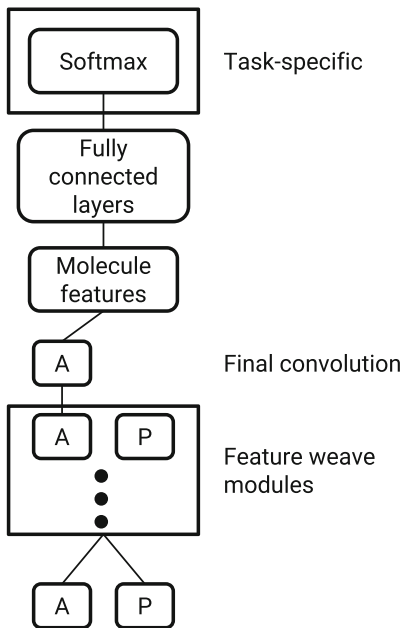 Softmax
Task-specific
Fully
connected
layers
Molecule
features
A
Final convolution
A
P
Feature weave
modules
A
P